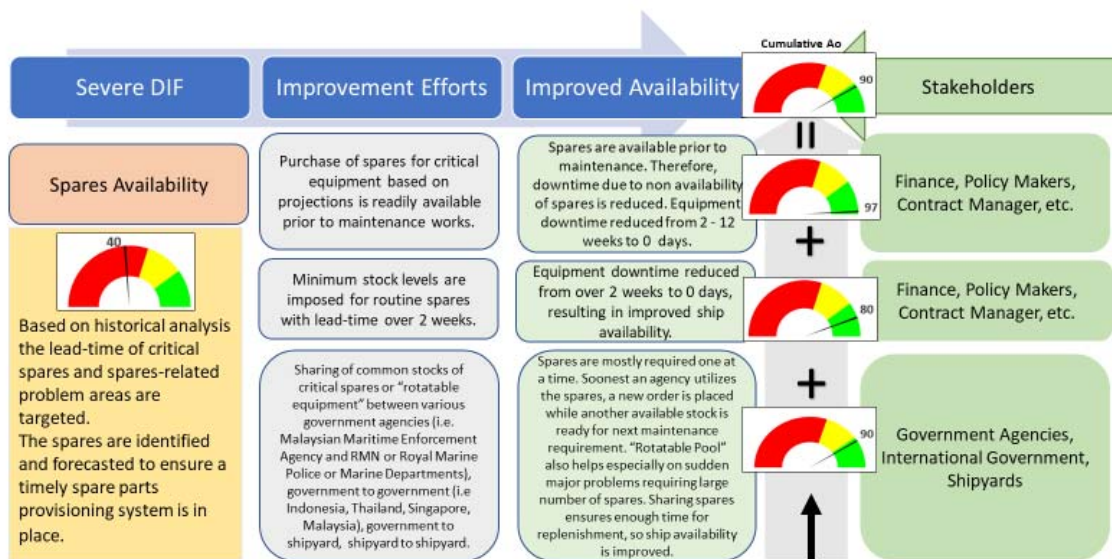 Cumulative Ao
90
Severe DIF
Improvement Efforts
Improved Availability
Stakeholders
Spares Availability
40
Based on historical analysis
the lead-time of critical
spares and spares-related
problem areas are
targeted.
The spares are identified
and forecasted to ensure a
timely spare parts
provisioning system is in
place.
Purchase of spares for critical
equipment based on
projections is readily available
prior to maintenance works.
Spares are available prior to
maintenance. Therefore,
downtime due to non availability
of spares is reduced. Equipment
downtime reduced from 2 - 12
weeks to 0 days.
=
97
Finance, Policy Makers,
Contract Manager, etc.
+
Minimum stock levels are
imposed for routine spares
with lead-time over 2 weeks.
Equipment downtime reduced
from over 2 weeks to 0 days,
resulting in improved ship
availability.
80
Finance, Policy Makers,
Contract Manager, etc.
+
Sharing of common stocks of
critical spares or “rotatable
equipment” between various
government agencies (i.e.
Malaysian Maritime Enforcement
Agency and RMN or Royal Marine
Police or Marine Departments),
government to government (i.e
Indonesia, Thailand, Singapore,
Malaysia), government to
shipyard, shipyard to shipyard.
Spares are mostly required one at
a time. Soonest an agency utilizes
the spares, a new order is placed
while another available stock is
ready for next maintenance
requirement. “Rotatable Pool”
also helps especially on sudden
major problems requiring large
number of spares. Sharing spares
ensures enough time for
replenishment, so ship availability
is improved.
90
Government Agencies,
International Government,
Shipyards